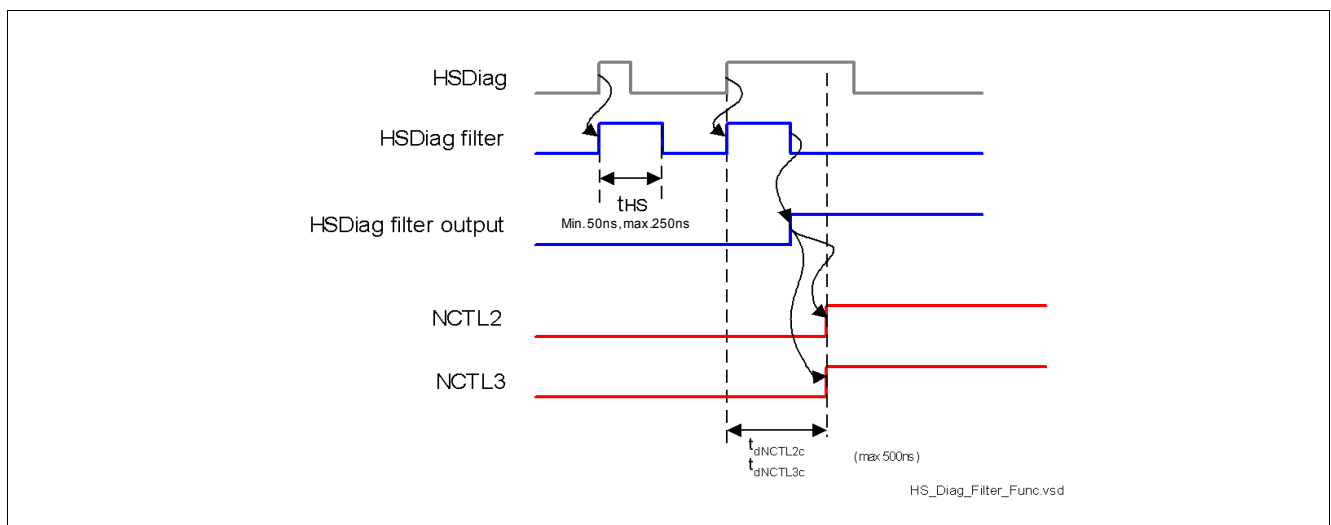 HSDiag
HSDiag filter
tHS
Min.50ns,max.250ns
HSDiag filter output
NCTL2
NCTL3
tdNCTL2c
tdNCTL3c
(max 500ns)
HS_Diag_Filter_Func.vsd